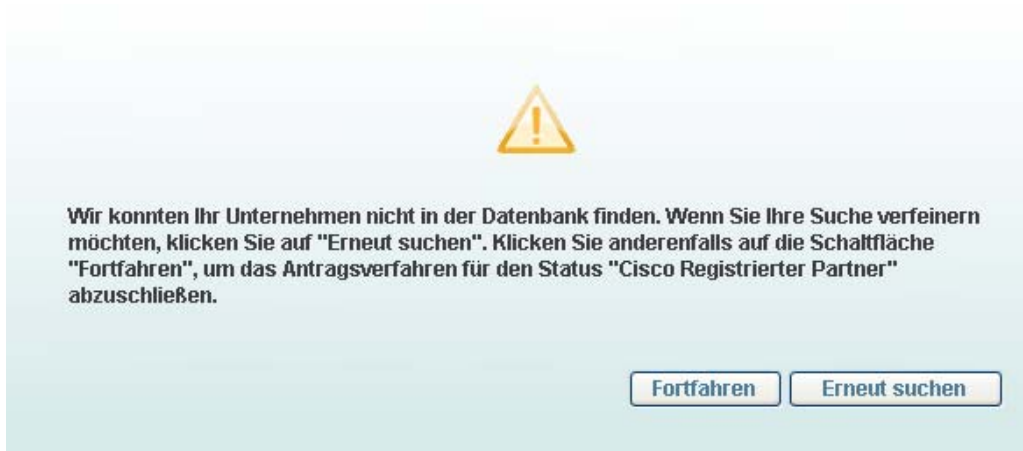 Wir konnten Ihr Unternehmen nicht in der Datenbank finden. Wenn Sie Ihre Suche verfeinern
möchten, klicken Sie auf "Erneut suchen". Klicken Sie anderenfalls auf die Schaltfläche
"Fortfahren", um das Antragsverfahren für den Status "Cisco Registrierter Partner"
abzuschließen.
Fortfahren Erneut suchen